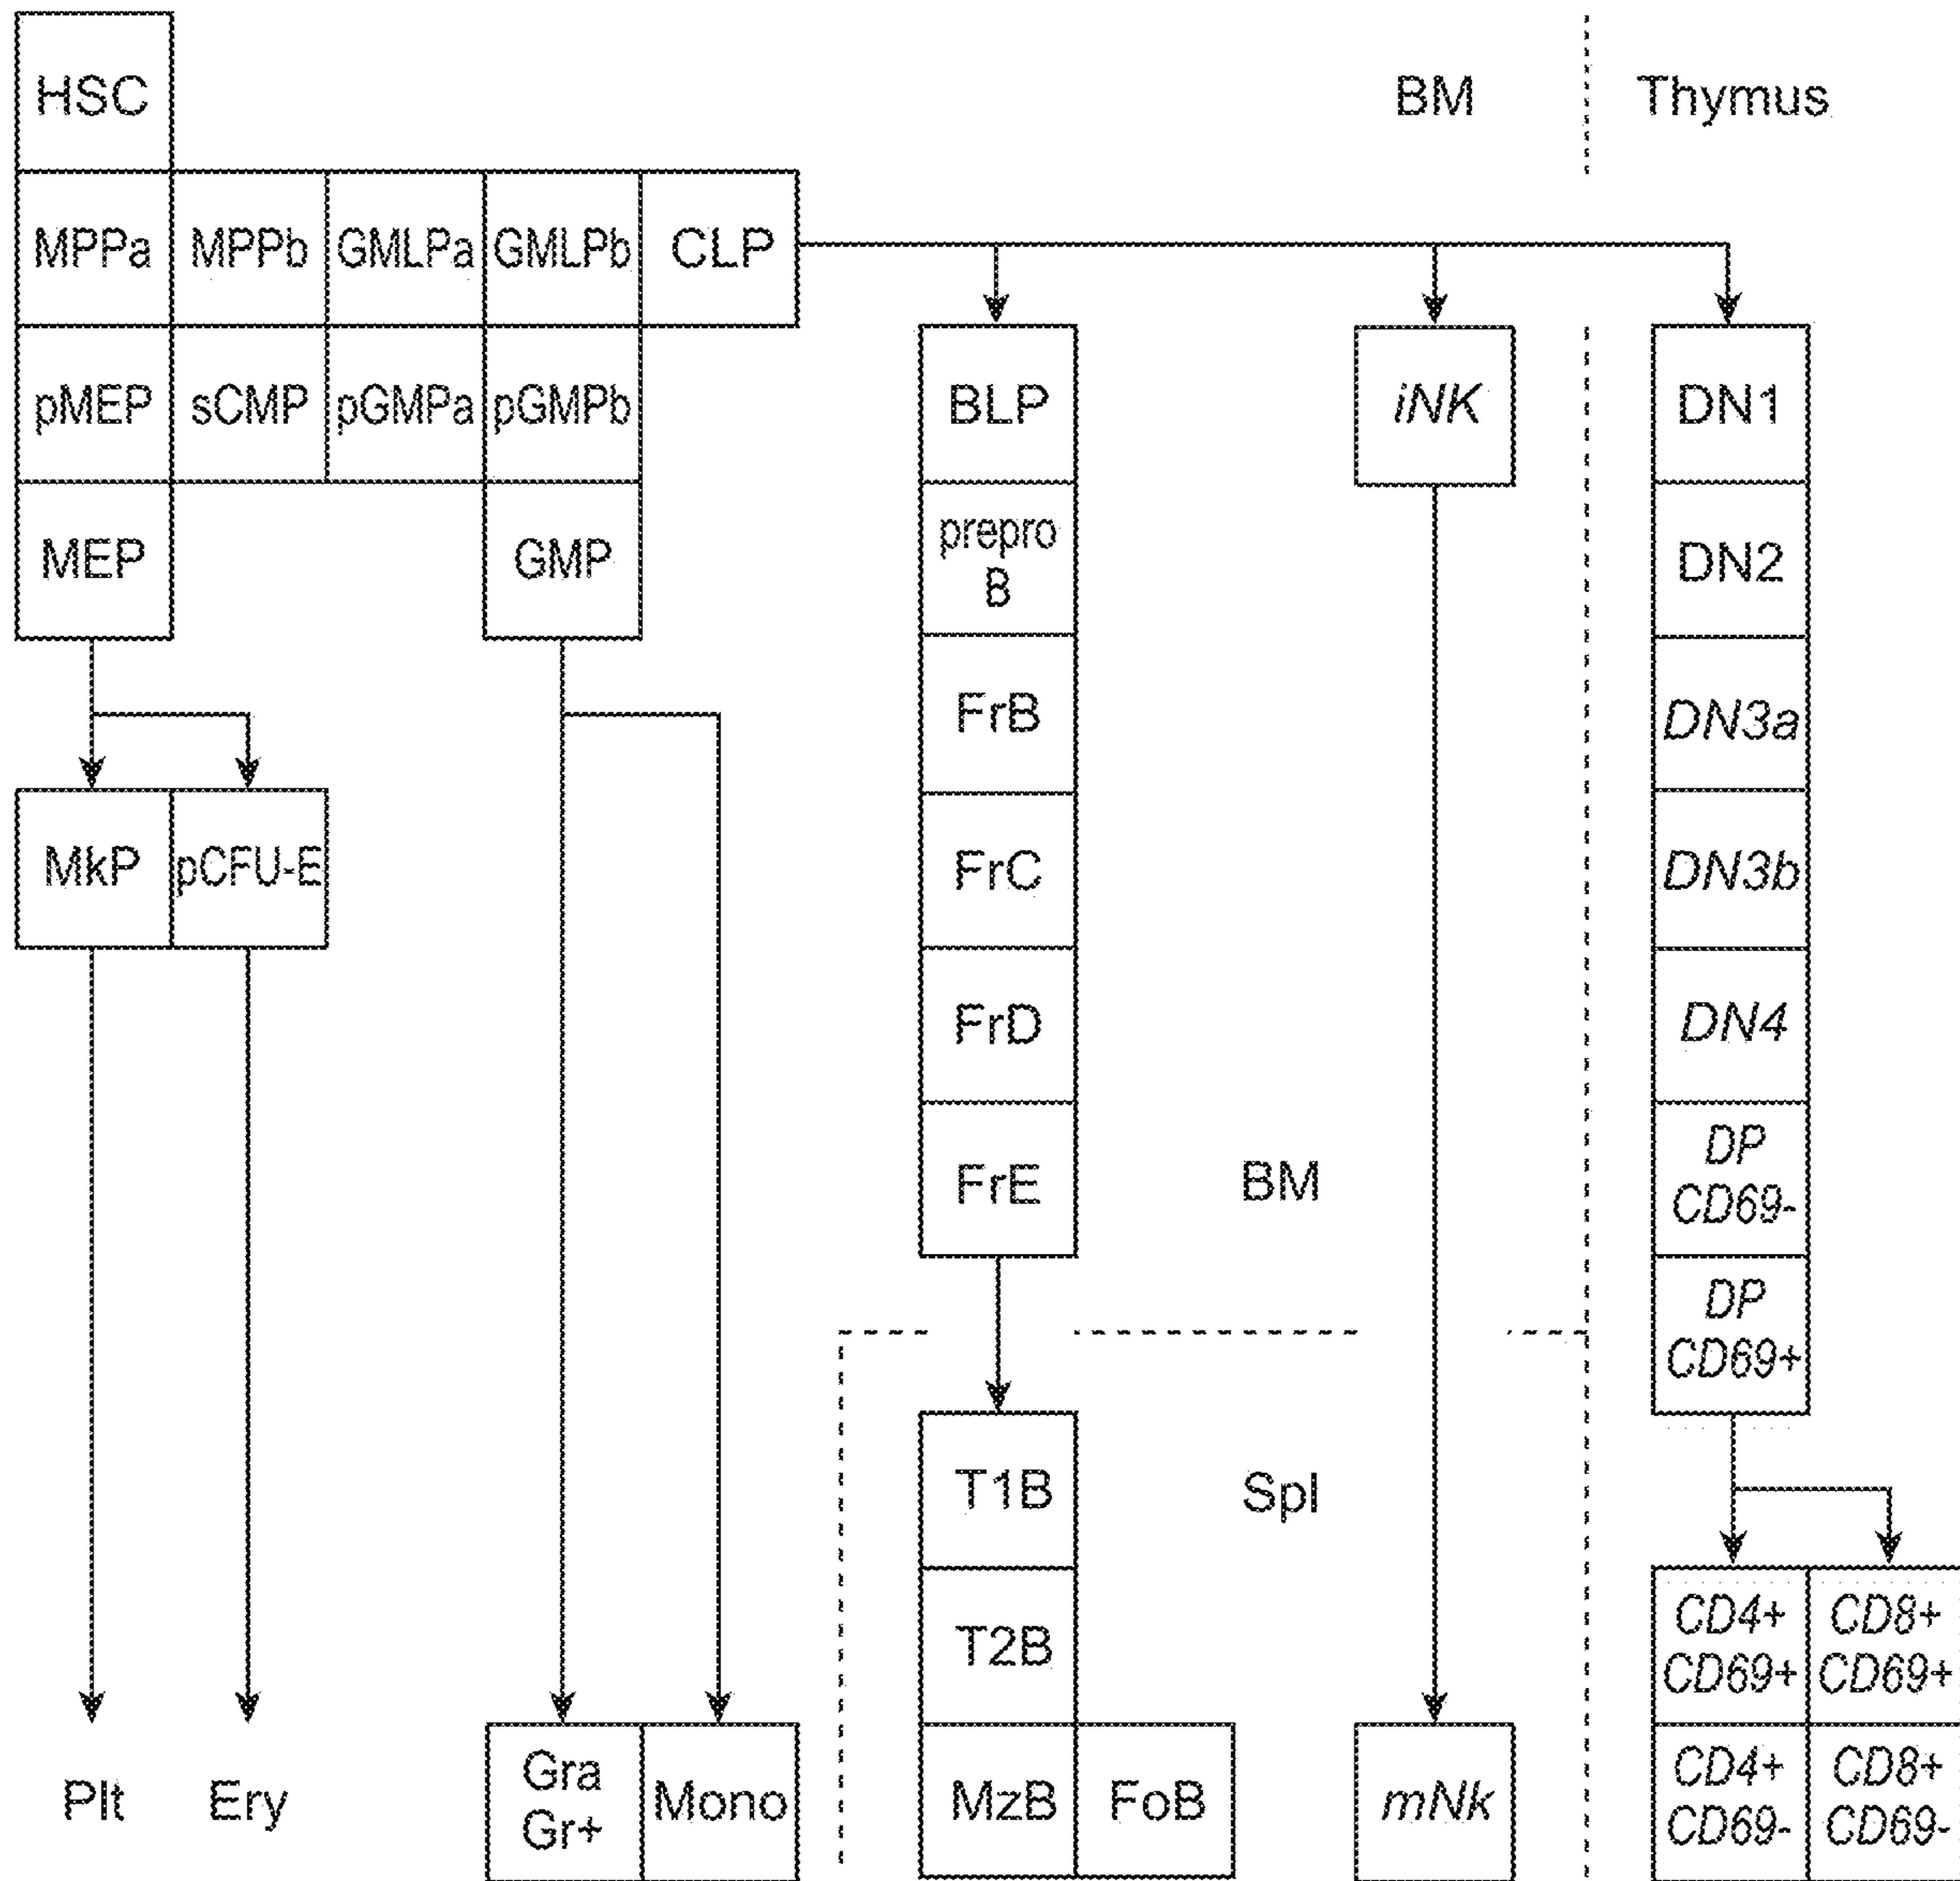 HSC
BM
Thymus
MPPa
MPPb
GMLPa
GMLPb
CLP
pMEP
sCMP
pGMPa
pGMPb
BLP
iNK
DN1
MEP
GMP
prepro
B
DN2
FrB
DN3a
MkP
pCFU-E
FrC
DN3b
FrD
DN4
FrE
BM
DP
CD69-
DP
CD69+
T1B
Spl
T2B
CD4+
CD69+
CD8+
CD69+
Plt
Ery
Gra
Gr+
Mono
MzB
FoB
mNk
CD4+
CD69-
CD8+
CD69-